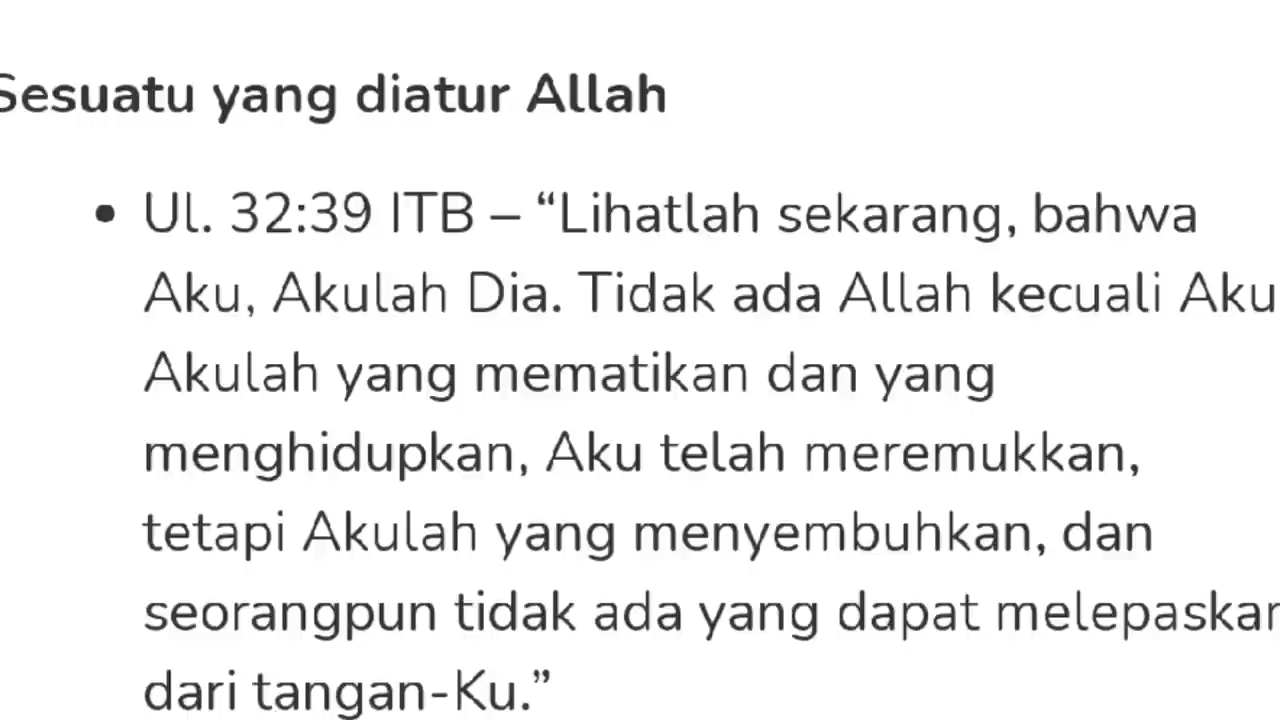 Sesuatu yang diatur Allah
• Ul. 32:39 ITB – “Lihatlah sekarang, bahwa
Aku, Akulah Dia. Tidak ada Allah kecuali Aku
Akulah yang mematikan dan yang
menghidupkan, Aku telah meremukkan,
tetapi Akulah yang menyembuhkan, dan
seorangpun tidak ada yang dapat melepaskan
dari tangan-Ku.”